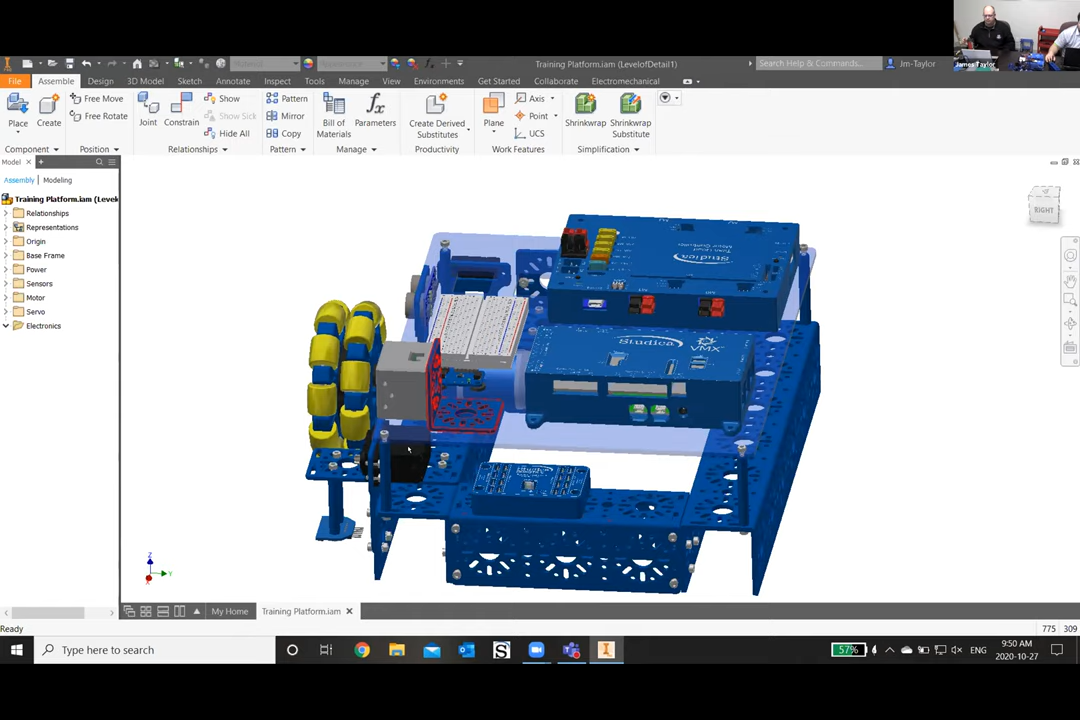 Training Platform.iam (LevelofDetail1)
Search Help & Commands...
Jm-Taylor
James Taylor
File
Assemble
Design
3D Model
Sketch
Annotate
Inspect
Tools
Manage
View
Environments
Get Started
Collaborate
Electromechanical
Place
Create
Free Move
Free Rotate
Joint
Constrain
Show
Show Sick
Hide All
Pattern
Mirror
Copy
Bill of
Materials
Parameters
Create Derived
Substitutes
Plane
Axis
Point
UCS
Shrinkwrap
Shrinkwrap
Substitute
Component
Position
Relationships
Pattern
Manage
Productivity
Work Features
Simplification
Model
Assembly
Modeling
Training Platform.iam (Level
Relationships
Representations
Origin
Base Frame
Power
Sensors
Motor
Servo
Electronics
RIGHT
Studica
Studica
VMX
Z
Y
X
My Home
Training Platform.iam
Ready
775
309
Type here to search
57%
ENG
9:50 AM
2020-10-27